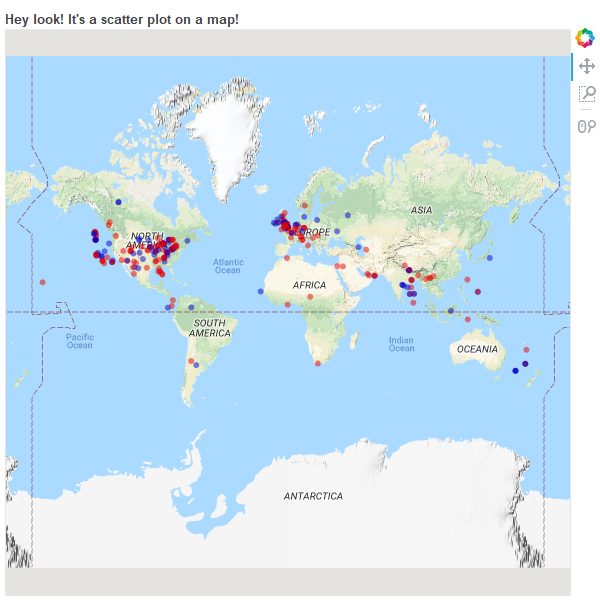 Hey look! It's a scatter plot on a map!
ASIA
NORTH
AMERICA
EUROPE
Atlantic
Ocean
AFRICA
SOUTH
AMERICA
Pacific
Ocean
Indian
Ocean
OCEANIA
ANTARCTICA